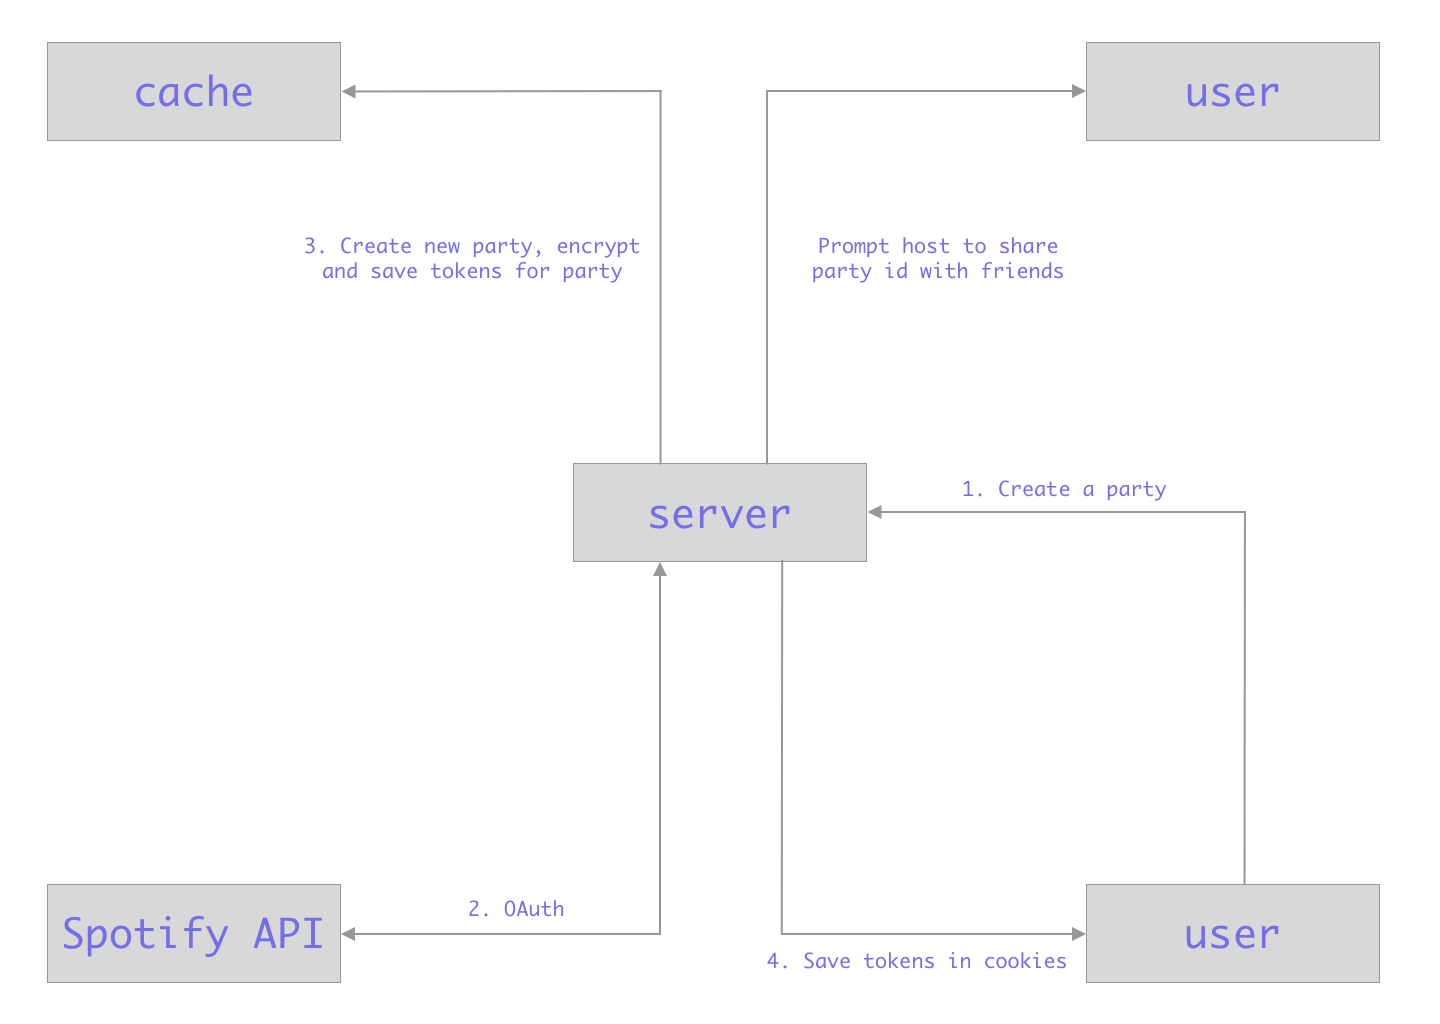 cache
user
3. Create new party, encrypt
and save tokens for party
Prompt host to share
party id with friends
server
1. Create a party
Spotify API
2. OAuth
user
4. Save tokens in cookies